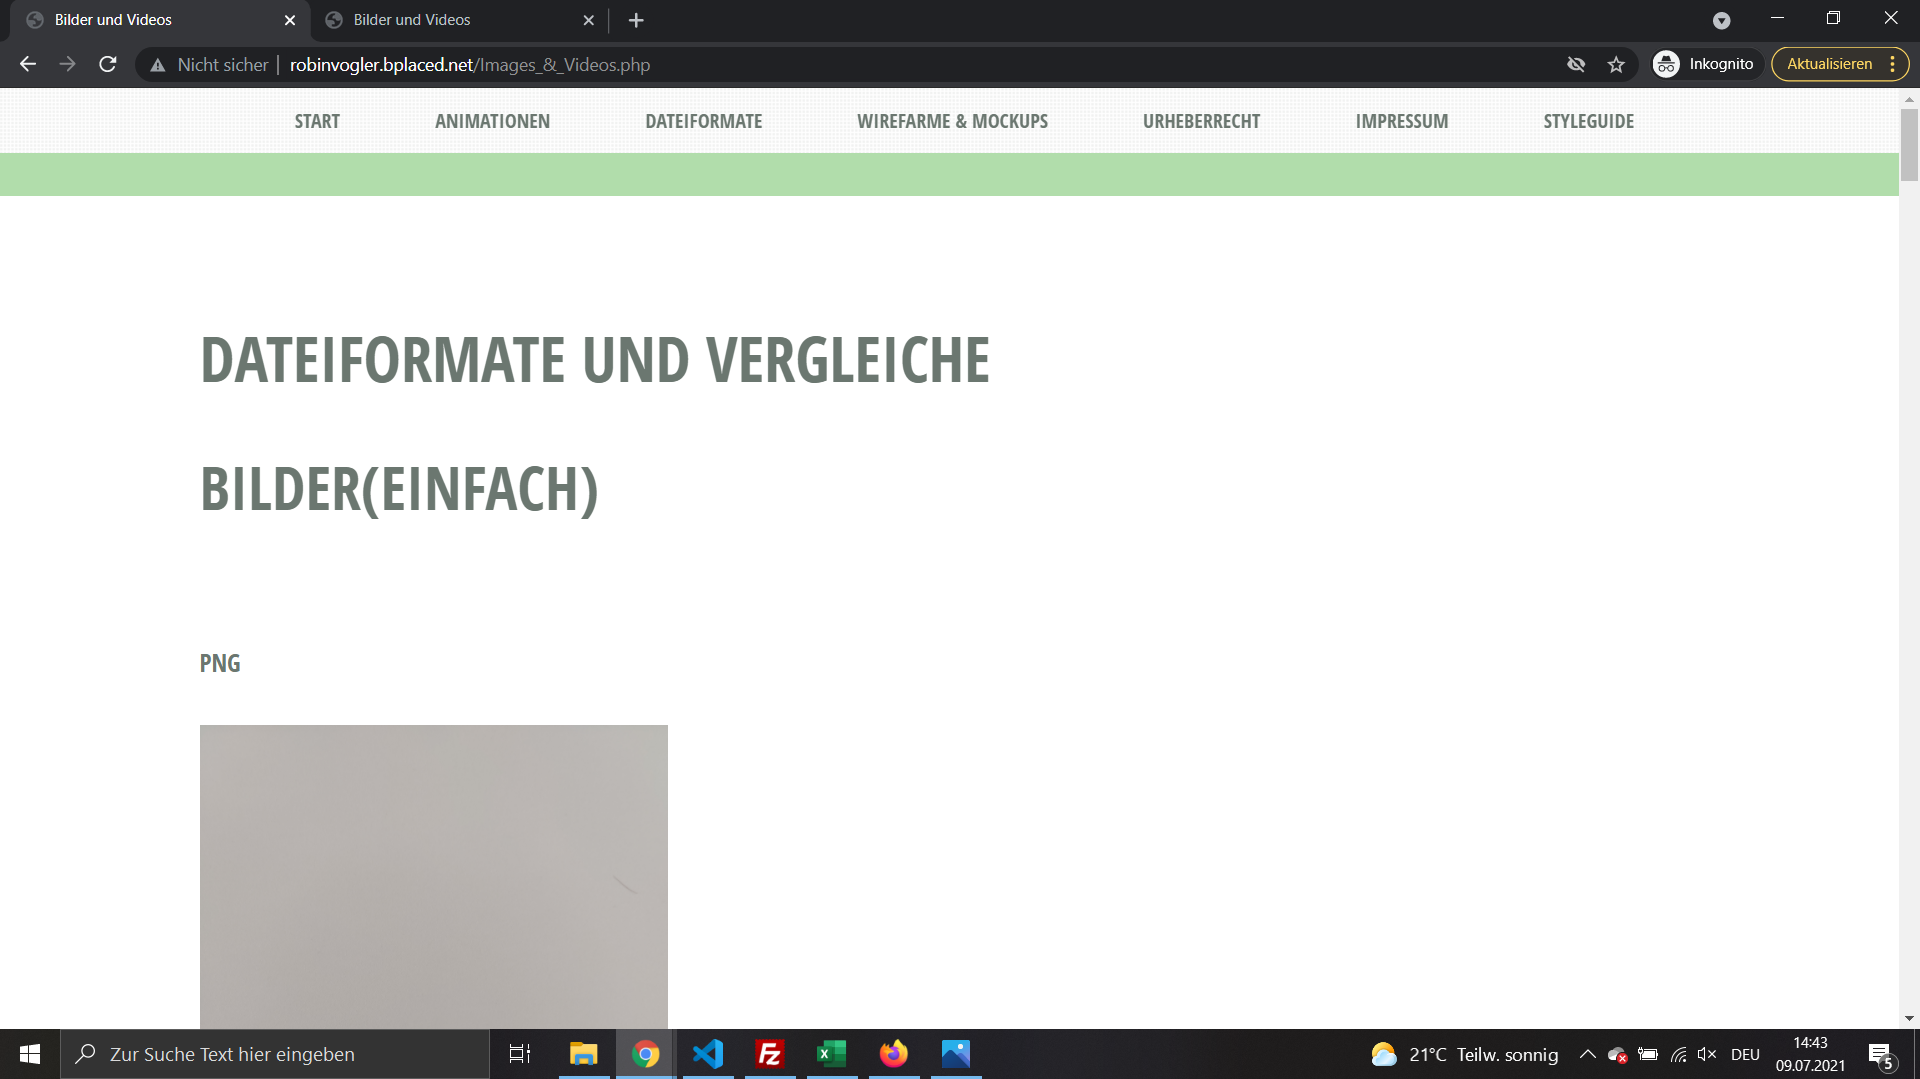 Bilder und Videos
Bilder und Videos
Nicht sicher
robinvogler.bplaced.net/Images_&_Videos.php
Inkognito
Aktualisieren
START
ANIMATIONEN
DATEIFORMATE
WIREFARME & MOCKUPS
URHEBERRECHT
IMPRESSUM
STYLEGUIDE
DATEIFORMATE UND VERGLEICHE
BILDER(EINFACH)
PNG
Zur Suche Text hier eingeben
21°C Teilw. sonnig
DEU
14:43
09.07.2021
5